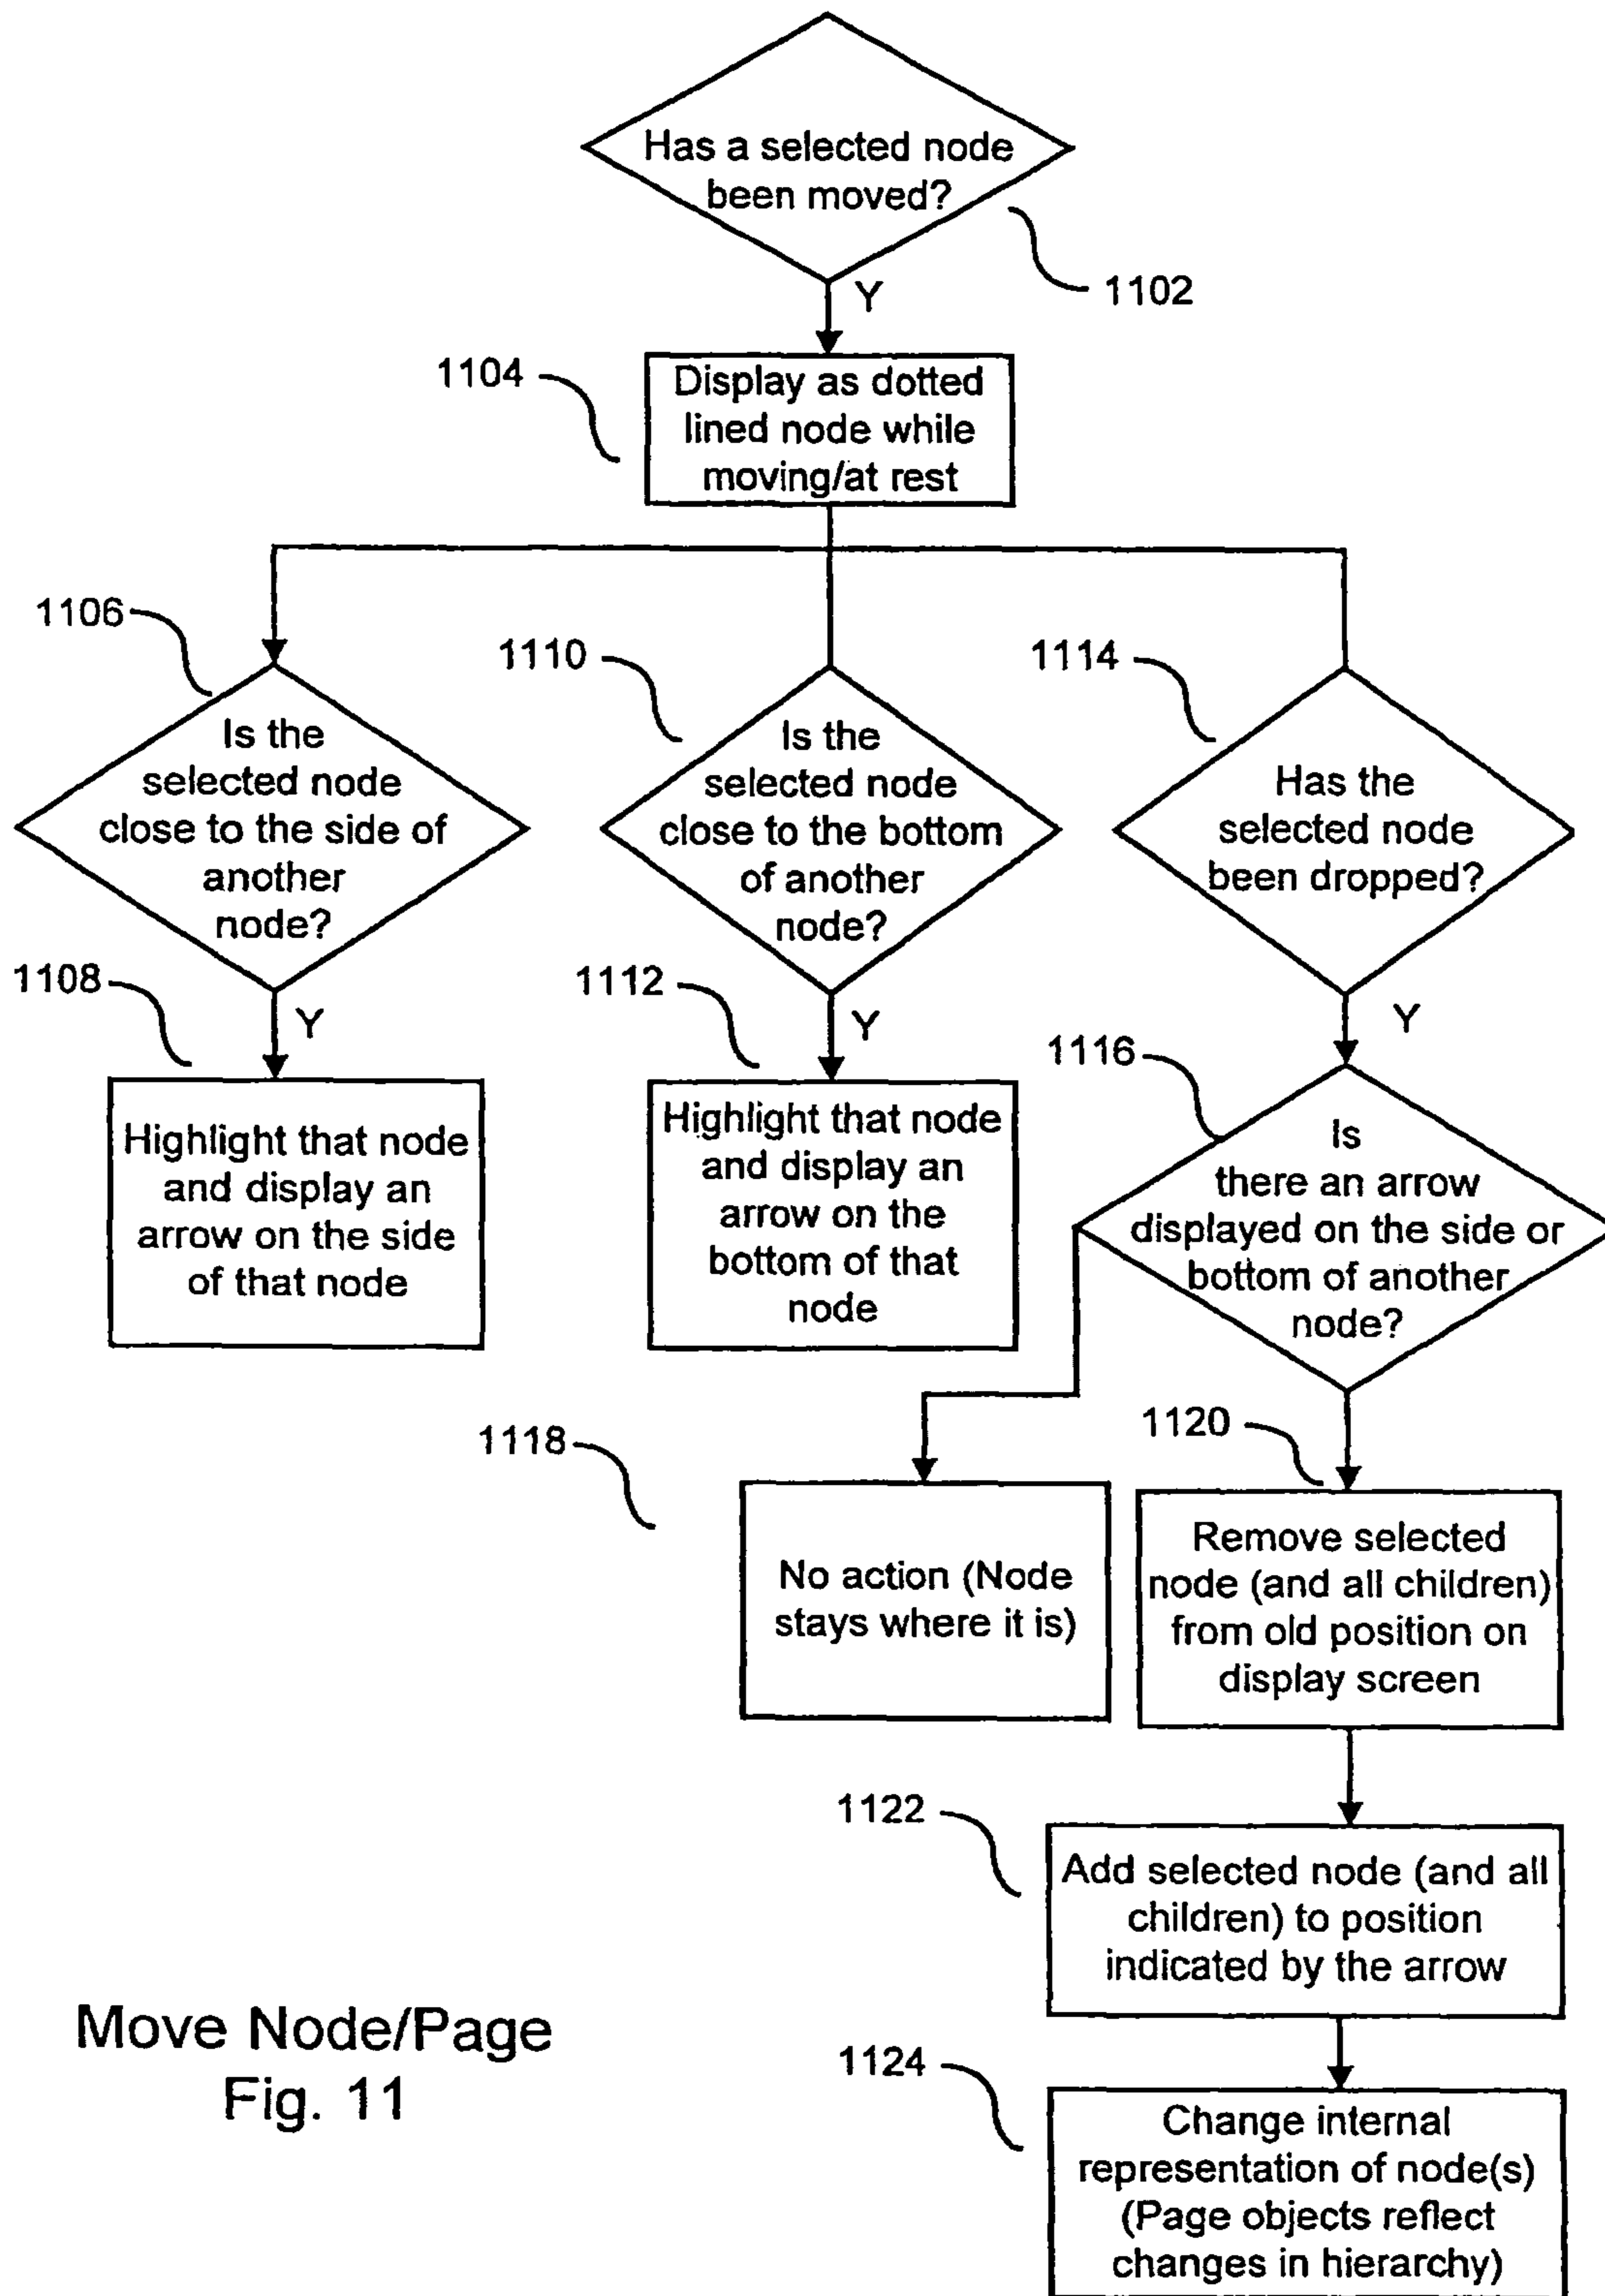 Has a selected node
been moved?
1102
Y
1104
Display as dotted
lined node while
moving/at rest
1106
Is the
selected node
close to the side of
another
node?
1110
Is the
selected node
close to the bottom
of another
node?
1114
Has the
selected node
been dropped?
1108
Y
Highlight that node
and display an
arrow on the side
of that node
1112
Y
Highlight that node
and display an
arrow on the
bottom of that
node
Y
1116
Is
there an arrow
displayed on the side or
bottom of another
node?
1118
No action (Node
stays where it is)
1120
Remove selected
node (and all children)
from old position on
display screen
1122
Add selected node (and all
children) to position
indicated by the arrow
1124
Change internal
representation of node(s)
(Page objects reflect
changes in hierarchy)
Move Node/Page
Fig. 11